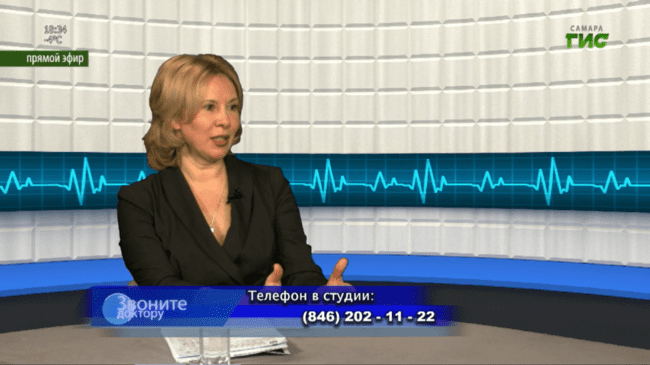 18:34
-4°C
ПРЯМОЙ ЭФИР
САМАРА
ГИС
Звоните
доктору
Телефон в студии:
(846) 202 - 11 - 22